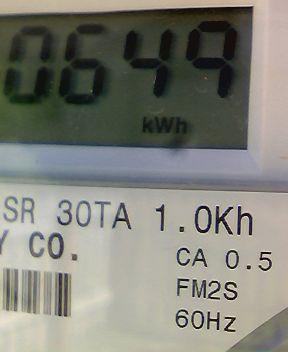 0649
kWh
SR 30TA 1.0Kh
Y CO.
CA 0.5
FM2S
60Hz